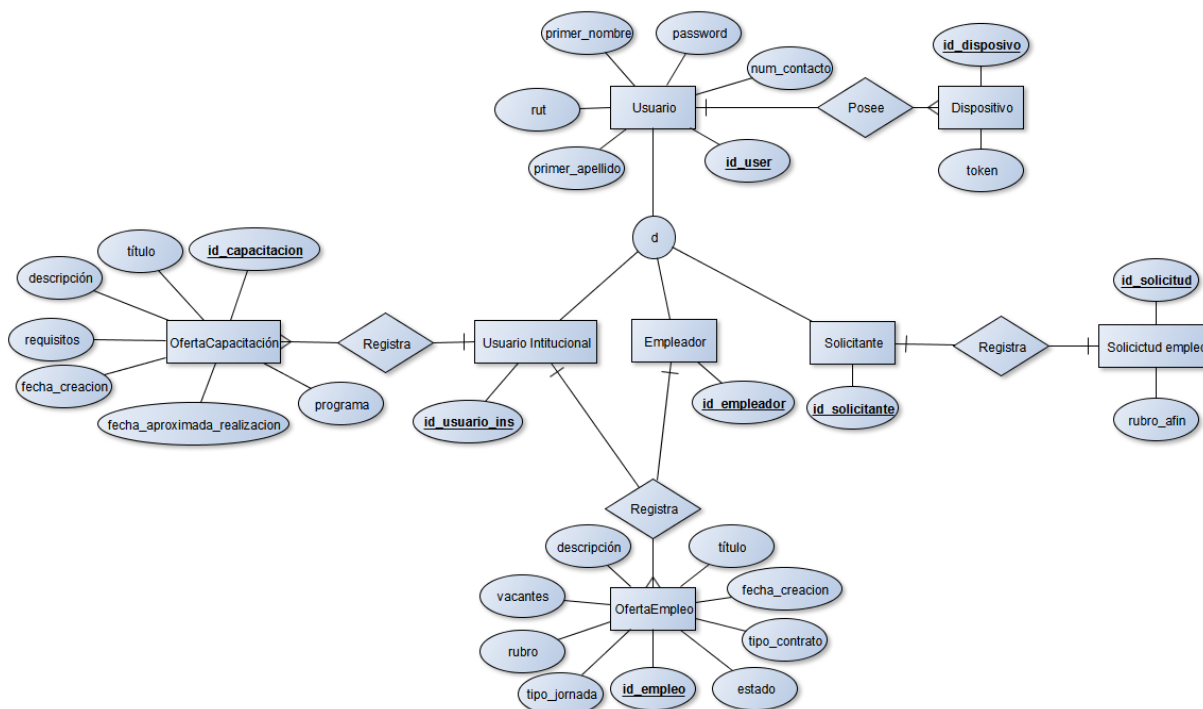 primer_nombre
password
id_disposivo
num_contacto
rut
Usuario
Posee
Dispositivo
primer_apellido
id_user
token
d
título
id_capacitacion
descripción
id_solicitud
requisitos
OfertaCapacitación
Registra
Usuario Intitucional
Empleador
Solicitante
Registra
Solicictud empleo
fecha_creacion
programa
fecha_aproximada_realizacion
id_usuario_ins
id_empleador
id_solicitante
rubro_afin
Registra
descripción
título
vacantes
fecha_creacion
OfertaEmpleo
rubro
tipo_contrato
tipo_jornada
id_empleo
estado